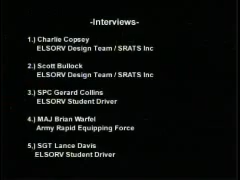 -Interviews-
1.) Charlie Copsey
ELSORV Design Team / SRATS Inc
2.) Scott Bullock
ELSORV Design Team / SRATS Inc
3.) SPC Gerard Collins
ELSORV Student Driver
4.) MAJ Brian Warfel
Army Rapid Equipping Force
5.) SGT Lance Davis
ELSORV Student Driver